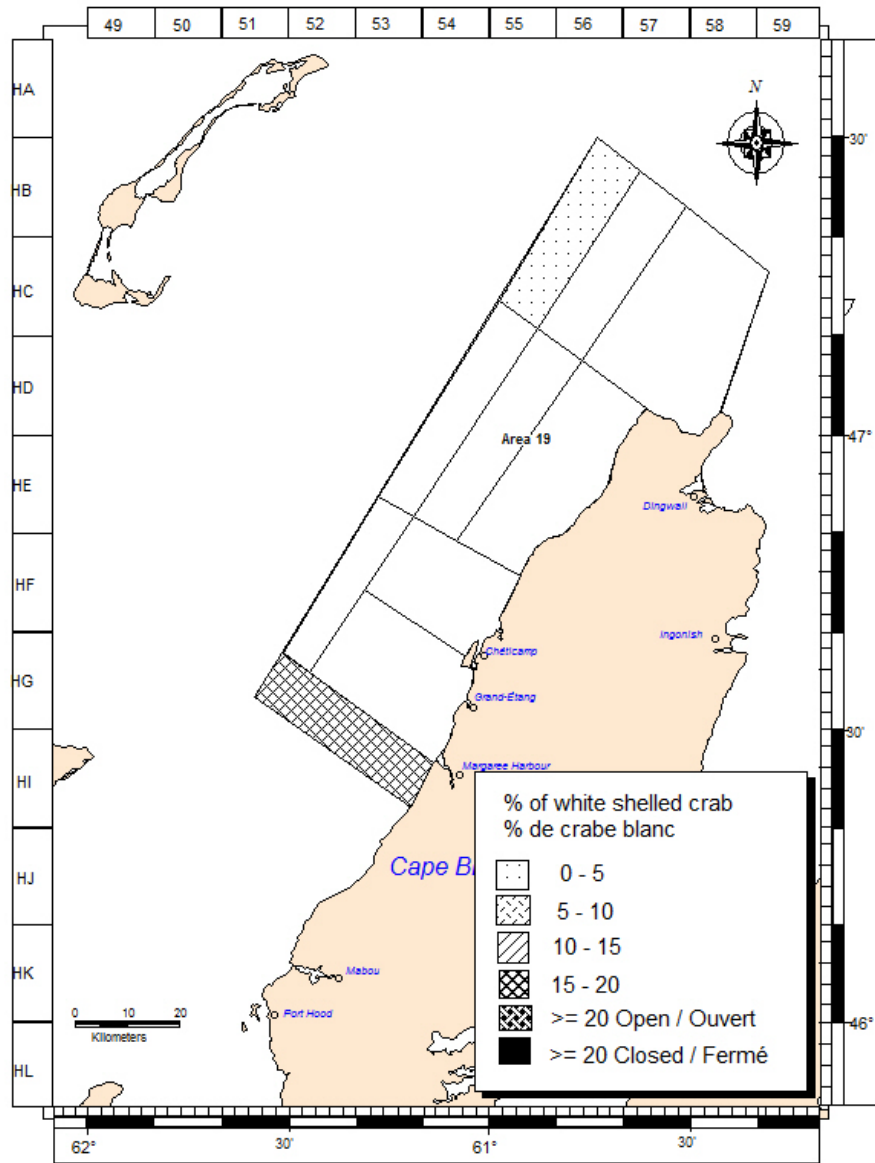 49 50 51 52 53 54 55 56 57 58 59
N
HA
30'
HB
HC
HD
47°
Area 19
HE
Dingwall
HF
Ingonish
Chéticamp
HG
Grand-Étang
30'
Margaree Harbour
HI
% of white shelled crab
% de crabe blanc
Cape B
HJ
0 - 5
5 - 10
10 - 15
HK
Mabou
15 - 20
0 10 20
Kilometers
Port Hood
>= 20 Open / Ouvert
46°
>= 20 Closed / Fermé
HL
62° 30' 61° 30'